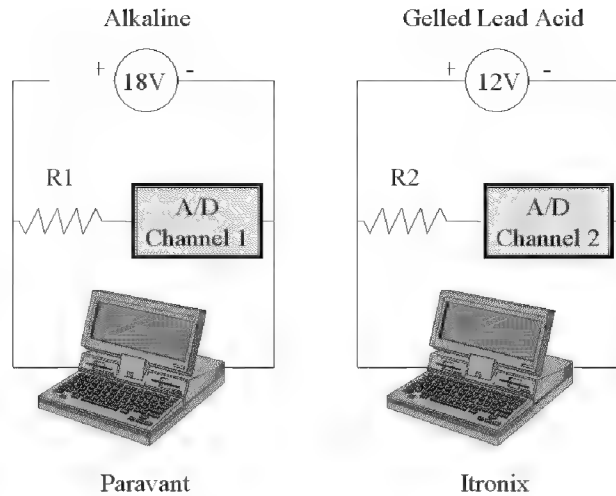 Alkaline
Gelled Lead Acid
+ 18V -
+ 12V -
R1
R2
A/D
Channel 1
A/D
Channel 2
Paravant
Itronix